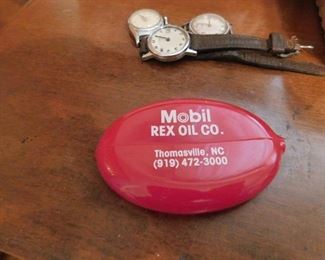 Mobil
REX OIL CO.
Thomasville, NC
(919) 472-3000